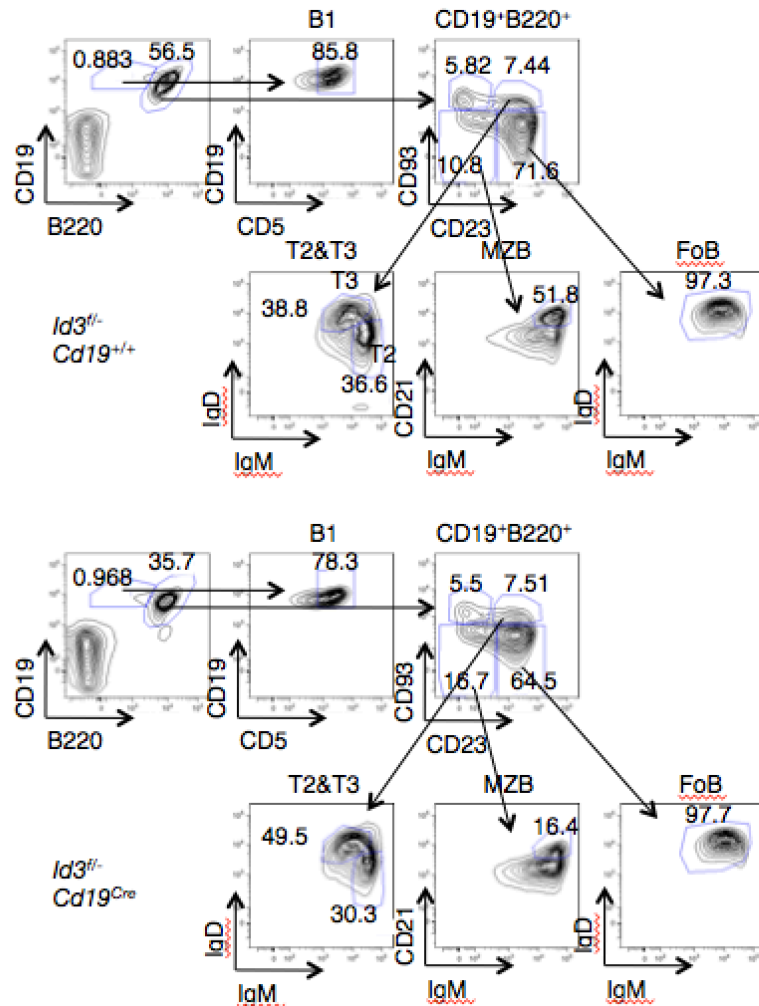 B1
CD19⁺B220⁺
0.883
56.5
85.8
5.82
7.44
10.8
71.6
CD19
B220
CD19
CD5
CD93
CD23
T2&T3
MZB
FoB
T3
38.8
T2
36.6
51.8
97.3
Id3f/-
Cd19+/+
IgD
IgM
CD21
IgM
IgD
IgM
B1
CD19⁺B220⁺
0.968
35.7
78.3
5.5
7.51
16.7
64.5
CD19
B220
CD19
CD5
CD93
CD23
T2&T3
MZB
FoB
49.5
30.3
16.4
97.7
Id3f/-
Cd19Cre
IgD
IgM
CD21
IgM
IgD
IgM